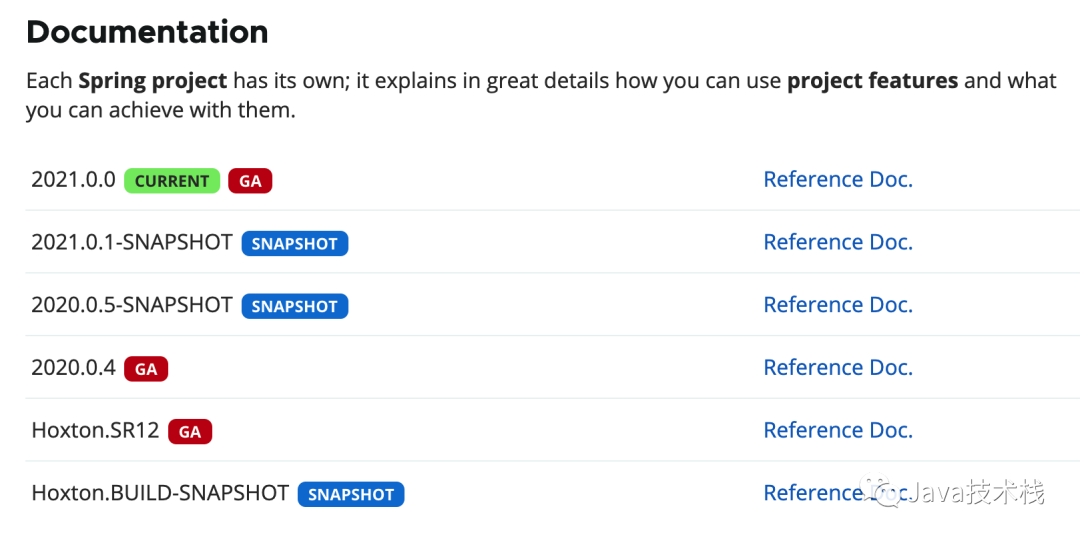 Documentation
Each Spring project has its own; it explains in great details how you can use project features and what
you can achieve with them.
2021.0.0 CURRENT GA Reference Doc.
2021.0.1-SNAPSHOT SNAPSHOT Reference Doc.
2020.0.5-SNAPSHOT SNAPSHOT Reference Doc.
2020.0.4 GA Reference Doc.
Hoxton.SR12 GA Reference Doc.
Hoxton.BUILD-SNAPSHOT SNAPSHOT Reference Doc.
Java技术栈